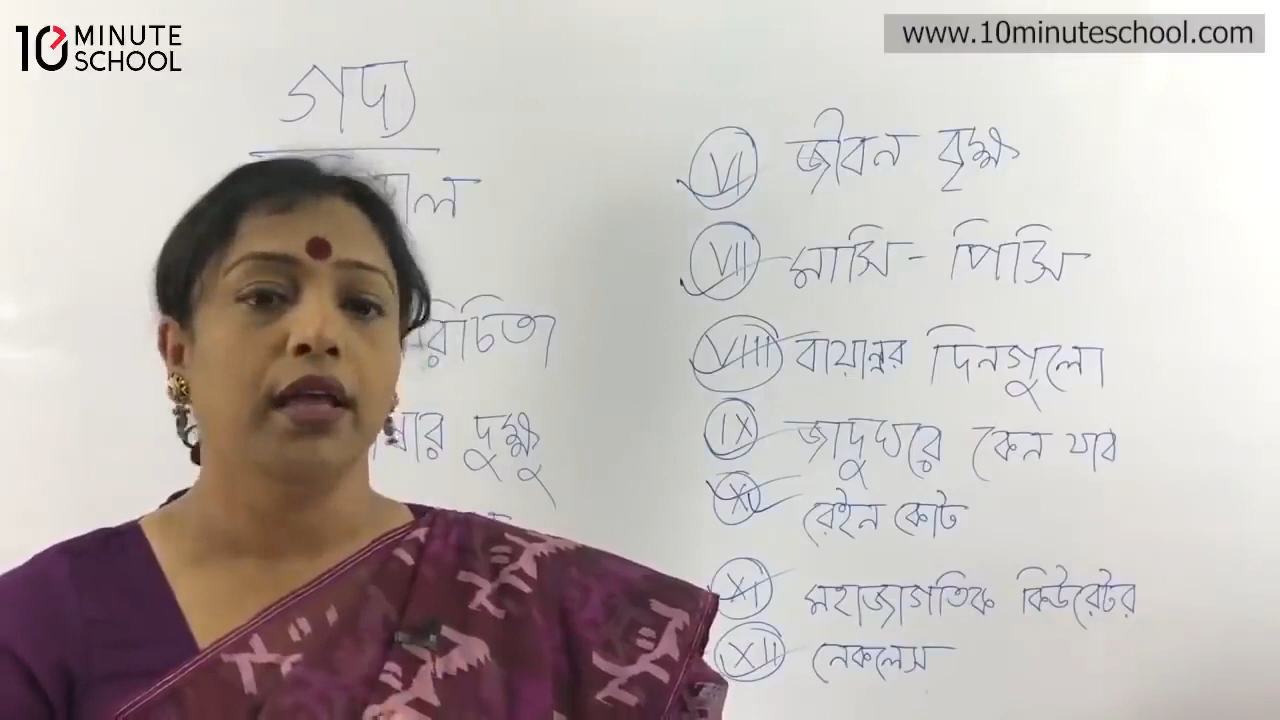 10 MINUTE SCHOOL
www.10minuteschool.com
গদ্য
রিচিতা
ষার দুক্ষু
VI জীবন বৃক্ষ
VII মাসি - পিসি
VIII বায়ান্নর দিনগুলো
IX জাদুঘরে কেন যাব
রেইন কোট
XI মহাজাগতিক কিউরেটর
XII নেকলেস